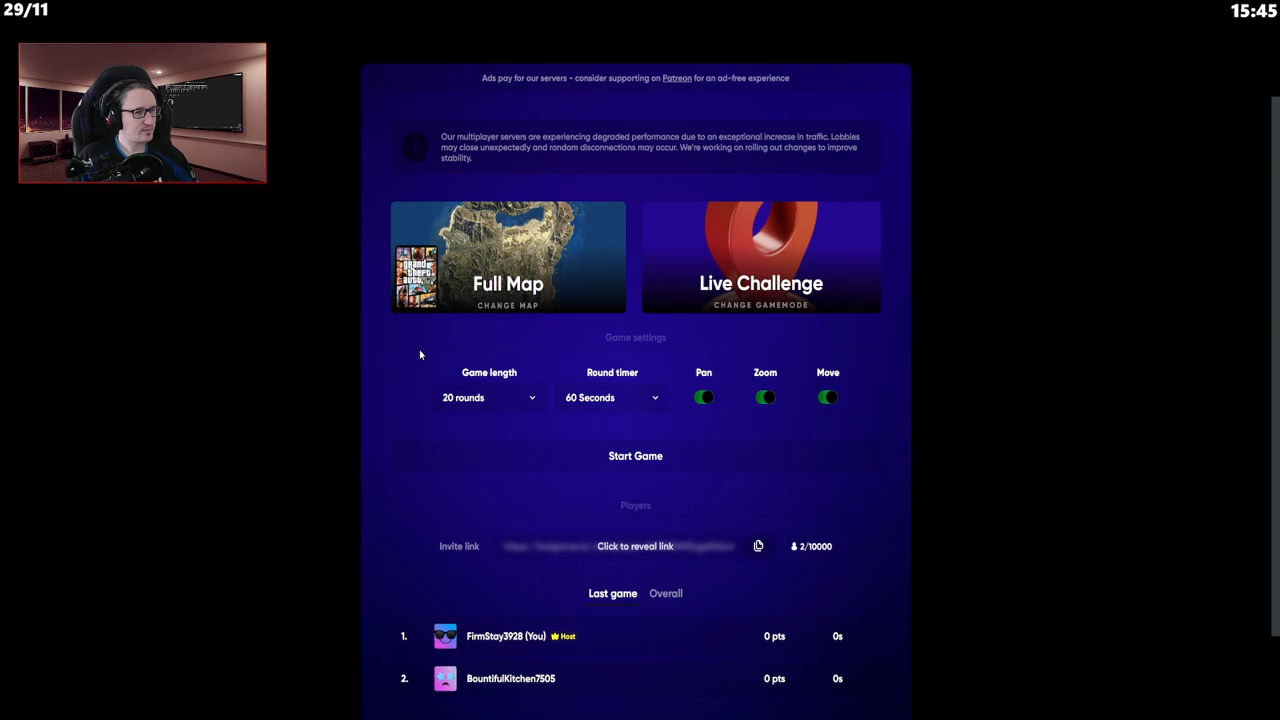 29/11
15:45
Ads pay for our servers - consider supporting on Patreon for an ad-free experience
Our multiplayer servers are experiencing degraded performance due to an exceptional increase in traffic. Lobbies
may close unexpectedly and random disconnections may occur. We're working on rolling out changes to improve
stability.
grand
theft
auto
Full Map
CHANGE MAP
Live Challenge
CHANGE GAMEMODE
Game settings
Game length
Round timer
Pan
Zoom
Move
20 rounds
60 Seconds
Start Game
Players
Invite link
Click to reveal link
2/10000
Last game
Overall
1.
FirmStay3928 (You)
Host
0 pts
0s
2.
BountifulKitchen7505
0 pts
0s